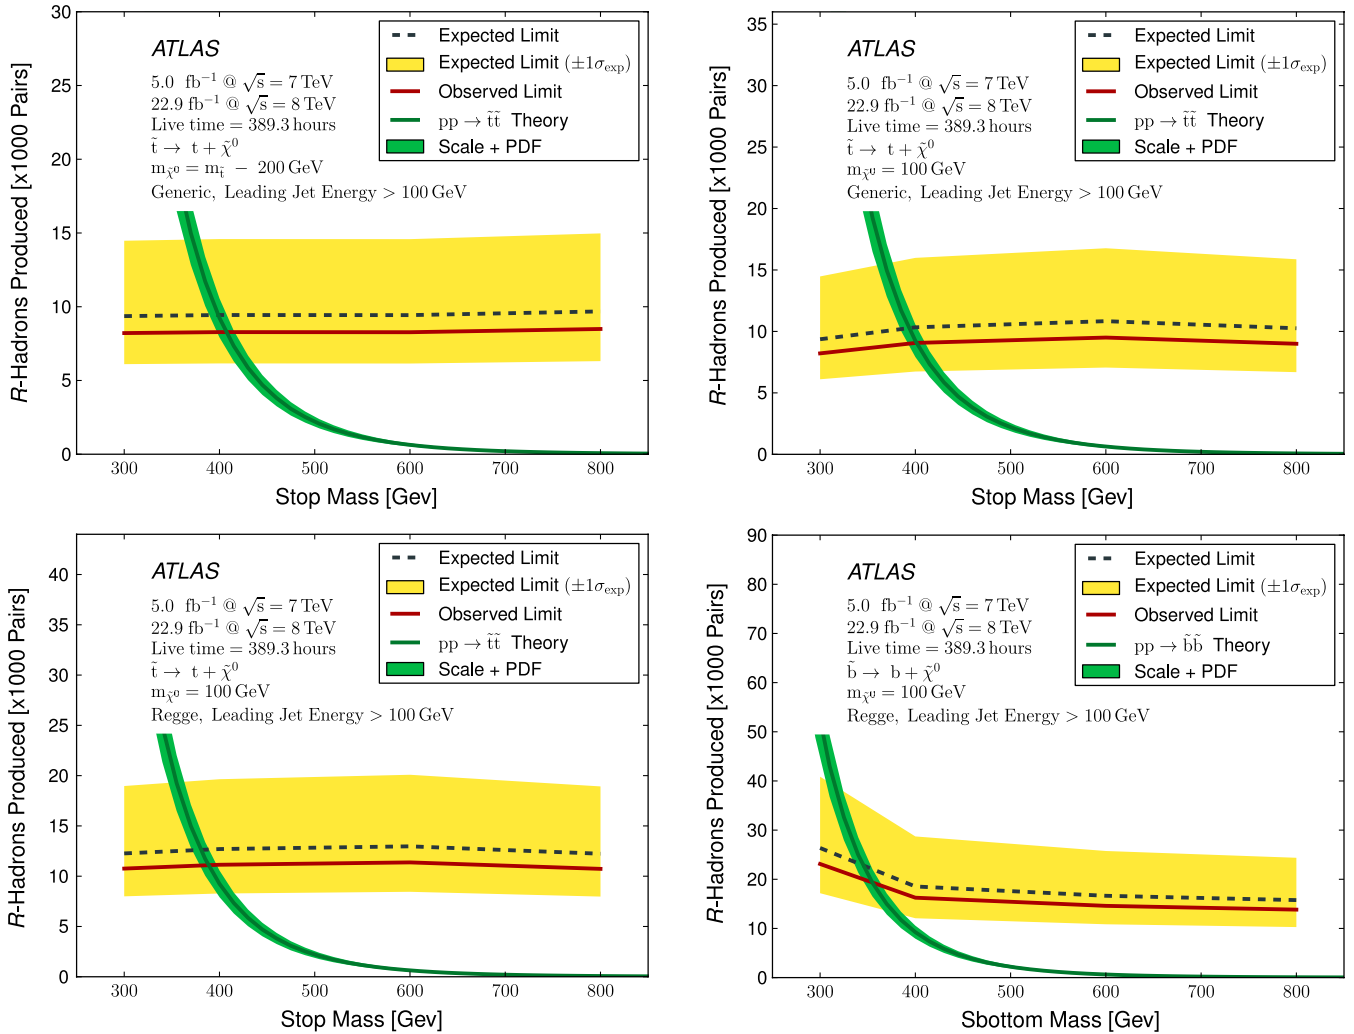 30
25
20
15
10
5
0
R-Hadrons Produced [x1000 Pairs]
ATLAS
5.0 fb⁻¹ @ √s = 7 TeV
22.9 fb⁻¹ @ √s = 8 TeV
Live time = 389.3 hours
t̃ → t + χ̃⁰
m_χ̃⁰ = m_t̃ − 200 GeV
Generic, Leading Jet Energy > 100 GeV
Expected Limit
Expected Limit (±1σ_exp)
Observed Limit
pp → t̃t̃ Theory
Scale + PDF
300 400 500 600 700 800
Stop Mass [Gev]
35
30
25
20
15
10
5
0
R-Hadrons Produced [x1000 Pairs]
ATLAS
5.0 fb⁻¹ @ √s = 7 TeV
22.9 fb⁻¹ @ √s = 8 TeV
Live time = 389.3 hours
t̃ → t + χ̃⁰
m_χ̃⁰ = 100 GeV
Generic, Leading Jet Energy > 100 GeV
Expected Limit
Expected Limit (±1σ_exp)
Observed Limit
pp → t̃t̃ Theory
Scale + PDF
300 400 500 600 700 800
Stop Mass [Gev]
40
35
30
25
20
15
10
5
0
R-Hadrons Produced [x1000 Pairs]
ATLAS
5.0 fb⁻¹ @ √s = 7 TeV
22.9 fb⁻¹ @ √s = 8 TeV
Live time = 389.3 hours
t̃ → t + χ̃⁰
m_χ̃⁰ = 100 GeV
Regge, Leading Jet Energy > 100 GeV
Expected Limit
Expected Limit (±1σ_exp)
Observed Limit
pp → t̃t̃ Theory
Scale + PDF
300 400 500 600 700 800
Stop Mass [Gev]
90
80
70
60
50
40
30
20
10
0
R-Hadrons Produced [x1000 Pairs]
ATLAS
5.0 fb⁻¹ @ √s = 7 TeV
22.9 fb⁻¹ @ √s = 8 TeV
Live time = 389.3 hours
b̃ → b + χ̃⁰
m_χ̃⁰ = 100 GeV
Regge, Leading Jet Energy > 100 GeV
Expected Limit
Expected Limit (±1σ_exp)
Observed Limit
pp → b̃b̃ Theory
Scale + PDF
300 400 500 600 700 800
Sbottom Mass [Gev]